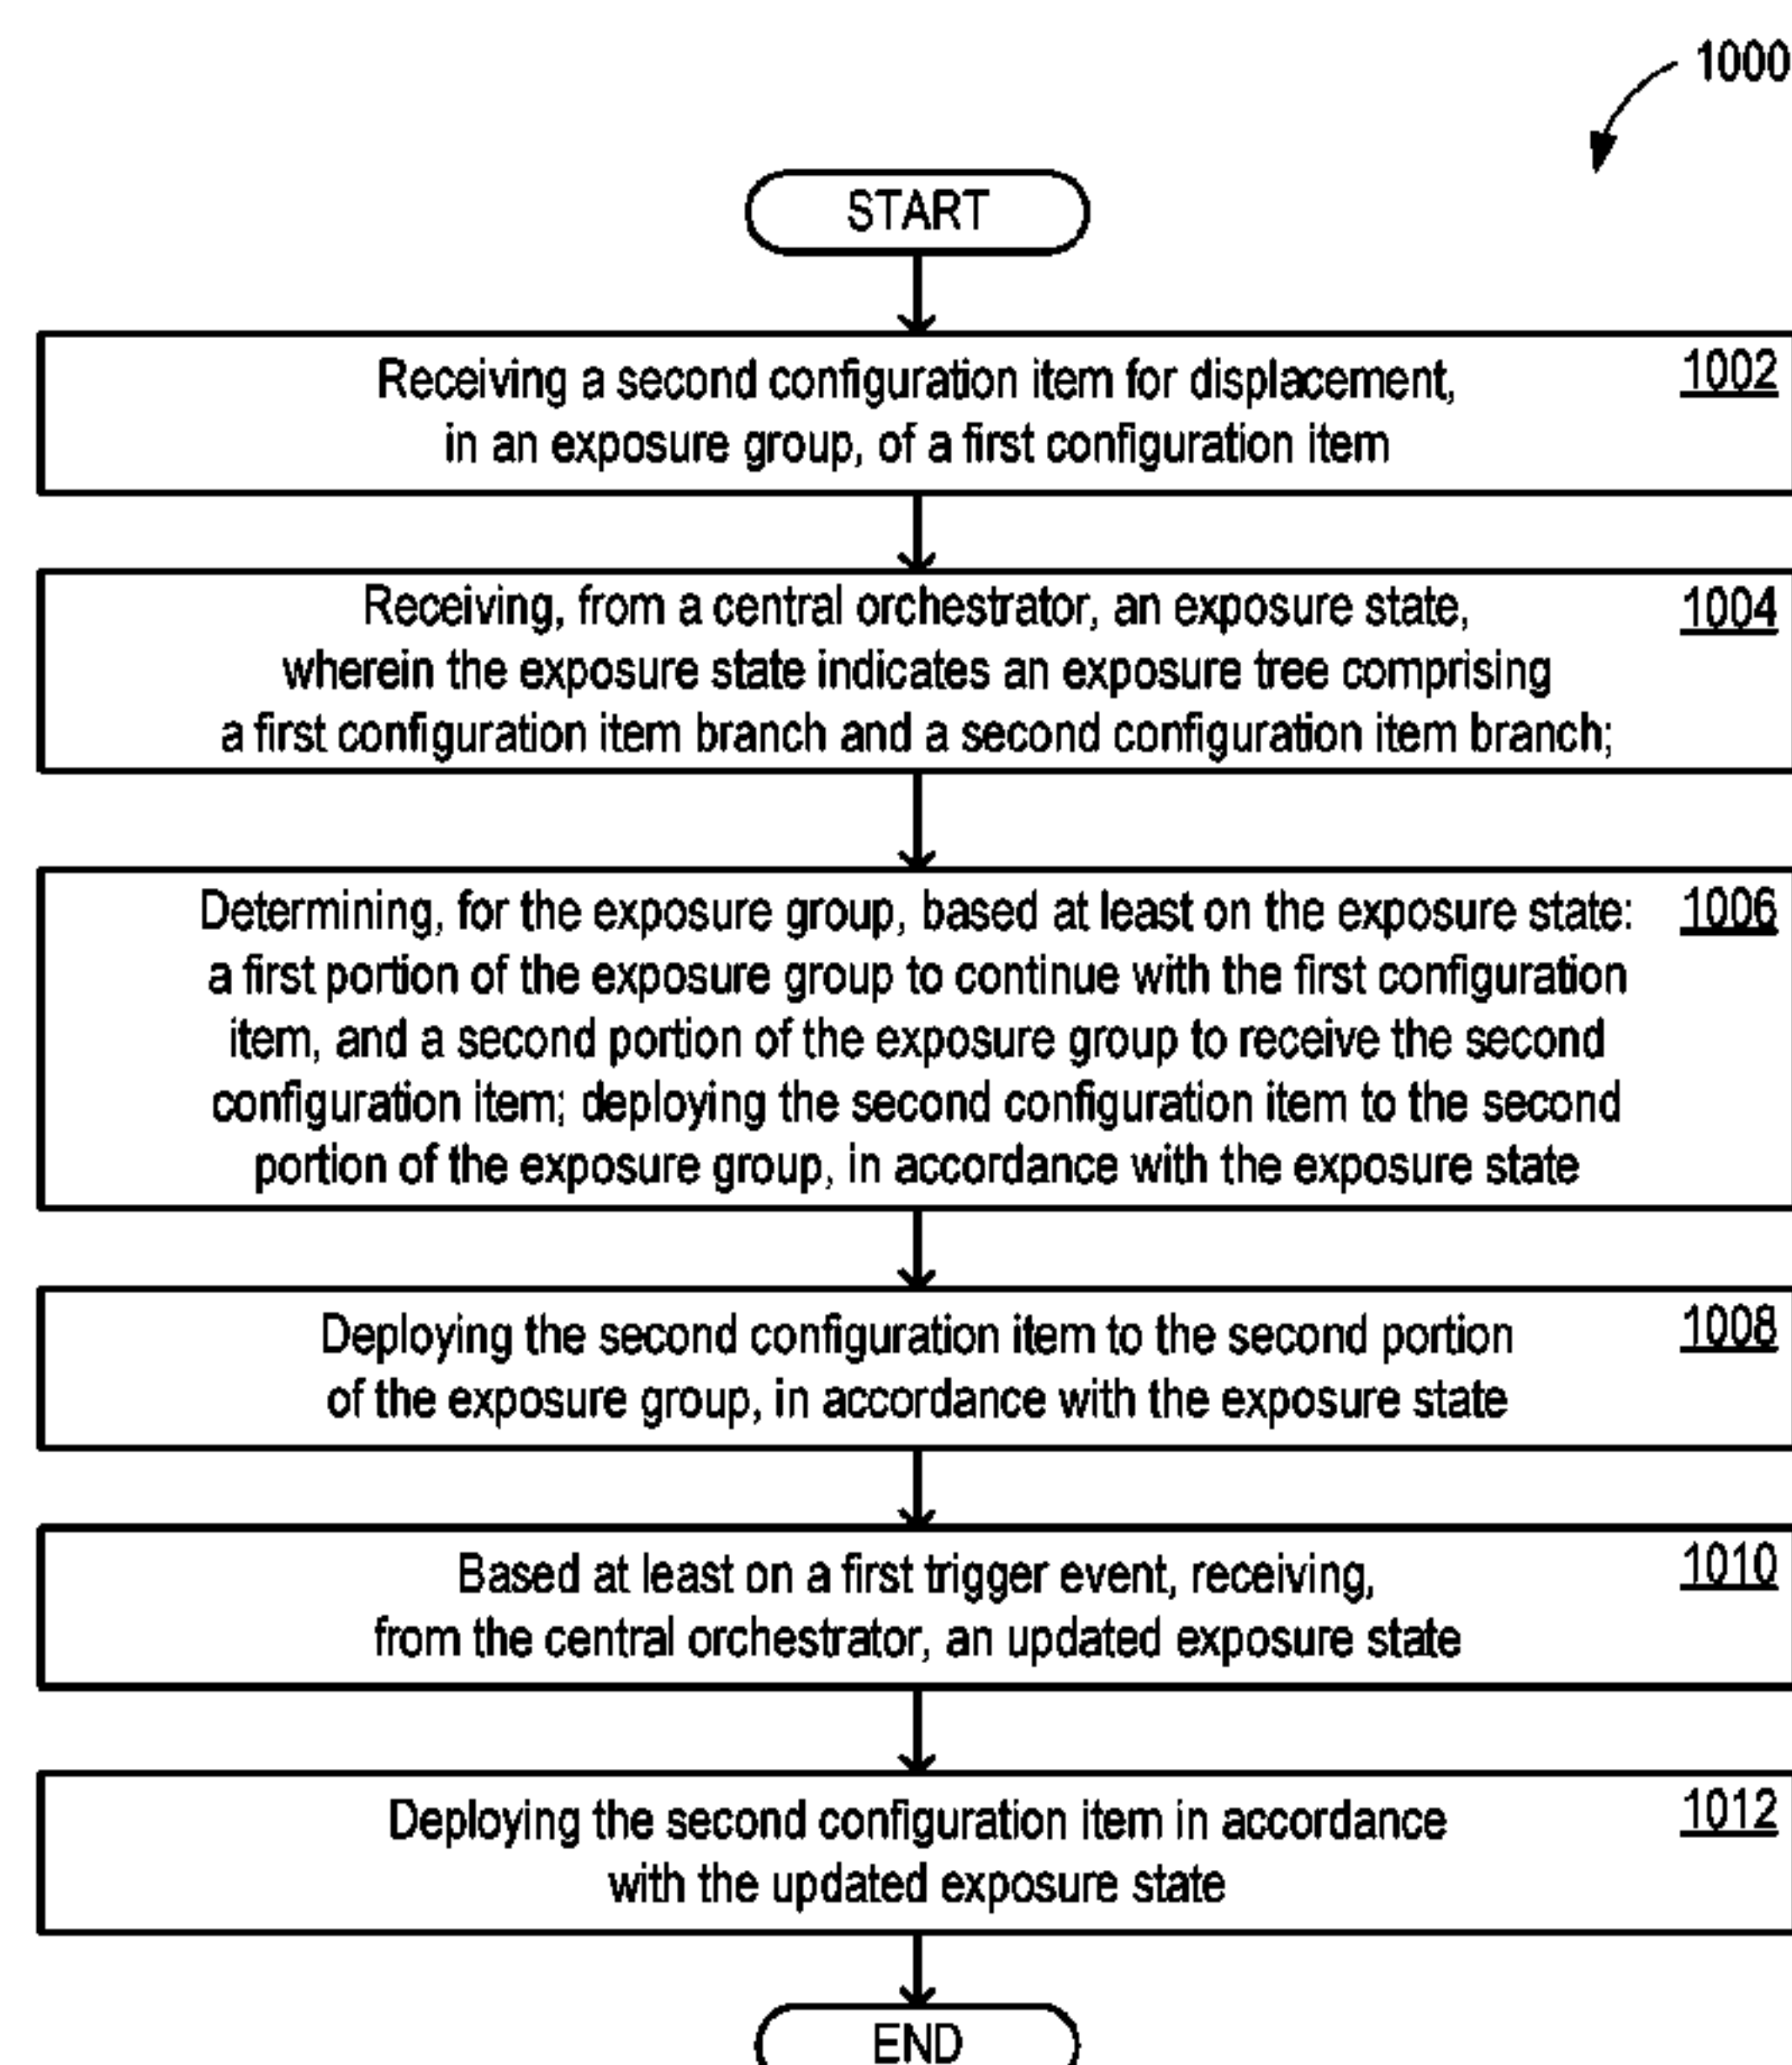 1000
START
Receiving a second configuration item for displacement,
in an exposure group, of a first configuration item
1002
Receiving, from a central orchestrator, an exposure state,
wherein the exposure state indicates an exposure tree comprising
a first configuration item branch and a second configuration item branch;
1004
Determining, for the exposure group, based at least on the exposure state:
a first portion of the exposure group to continue with the first configuration
item, and a second portion of the exposure group to receive the second
configuration item; deploying the second configuration item to the second
portion of the exposure group, in accordance with the exposure state
1006
Deploying the second configuration item to the second portion
of the exposure group, in accordance with the exposure state
1008
Based at least on a first trigger event, receiving,
from the central orchestrator, an updated exposure state
1010
Deploying the second configuration item in accordance
with the updated exposure state
1012
END